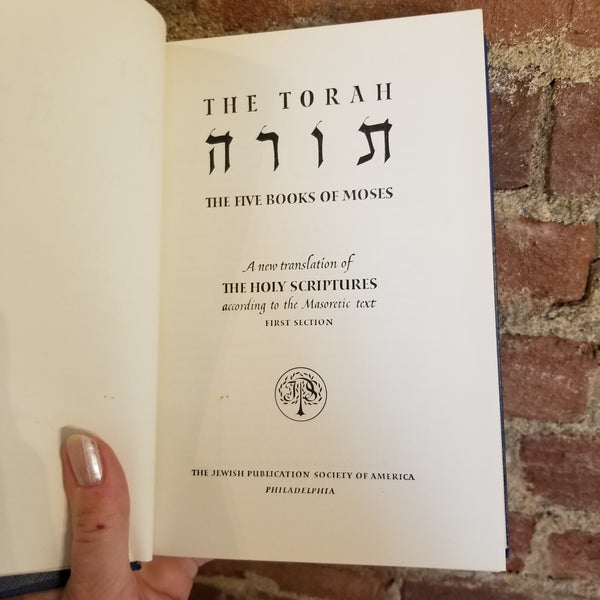 THE TORAH
תורה
THE FIVE BOOKS OF MOSES
A new translation of
THE HOLY SCRIPTURES
according to the Masoretic text
FIRST SECTION
JPS
THE JEWISH PUBLICATION SOCIETY OF AMERICA
PHILADELPHIA